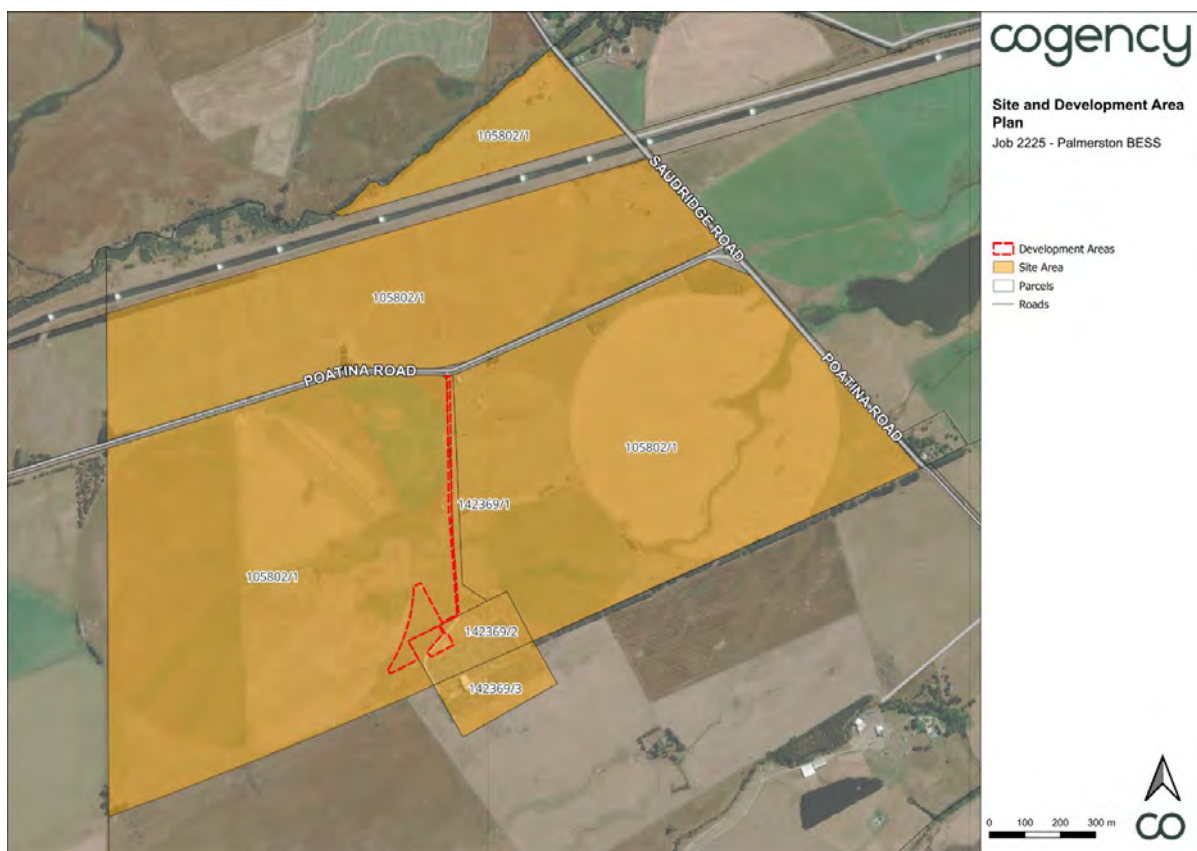 cogency
Site and Development Area
Plan
Job 2225 - Palmerston BESS
Development Areas
Site Area
Parcels
Roads
105802/1
SAUDRIDGE ROAD
105802/1
POATINA ROAD
POATINA ROAD
105802/1
142369/1
105802/1
142369/2
142369/3
0 100 200 300 m
co